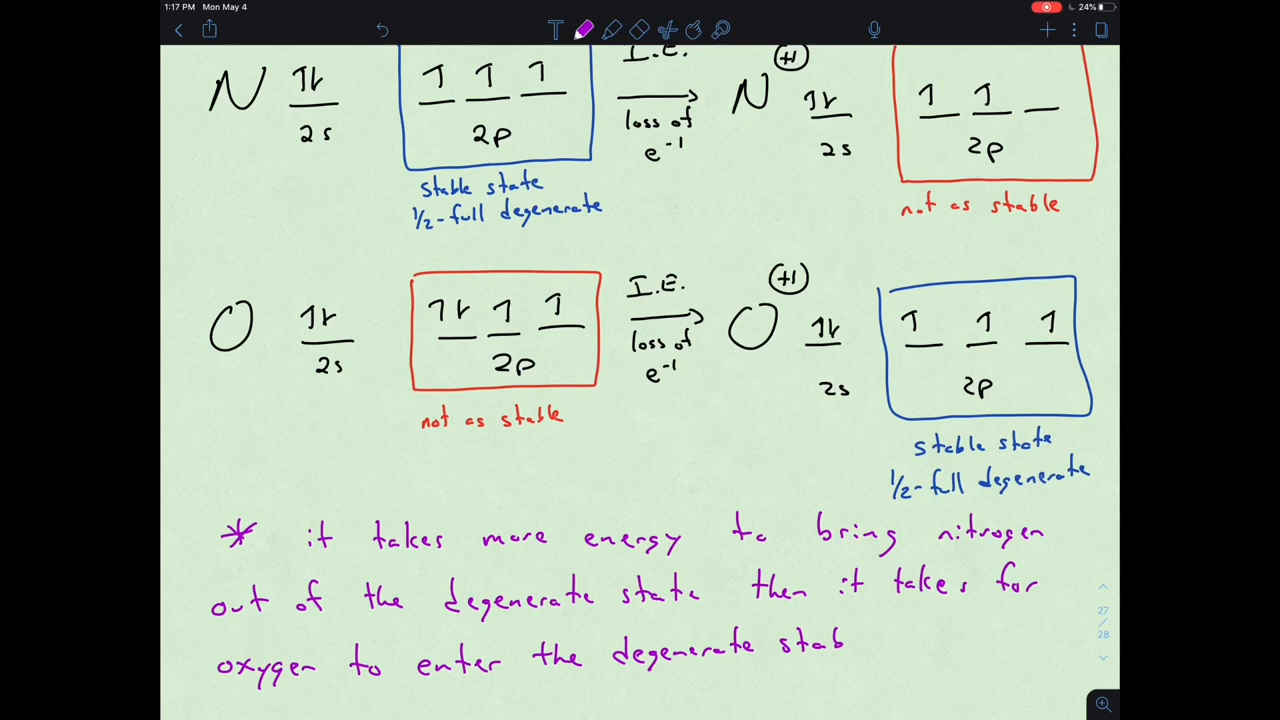 1:17 PM Mon May 4
24%
I.E.
+1
N
2s
2p
loss of
e⁻¹
N
2s
2p
stable state
1/2-full degenerate
not as stable
O
2s
2p
I.E.
loss of
e⁻¹
+1
O
2s
2p
not as stable
stable state
1/2-full degenerate
* it takes more energy to bring nitrogen
out of the degenerate state then it takes for
oxygen to enter the degenerate stab
27
/
28